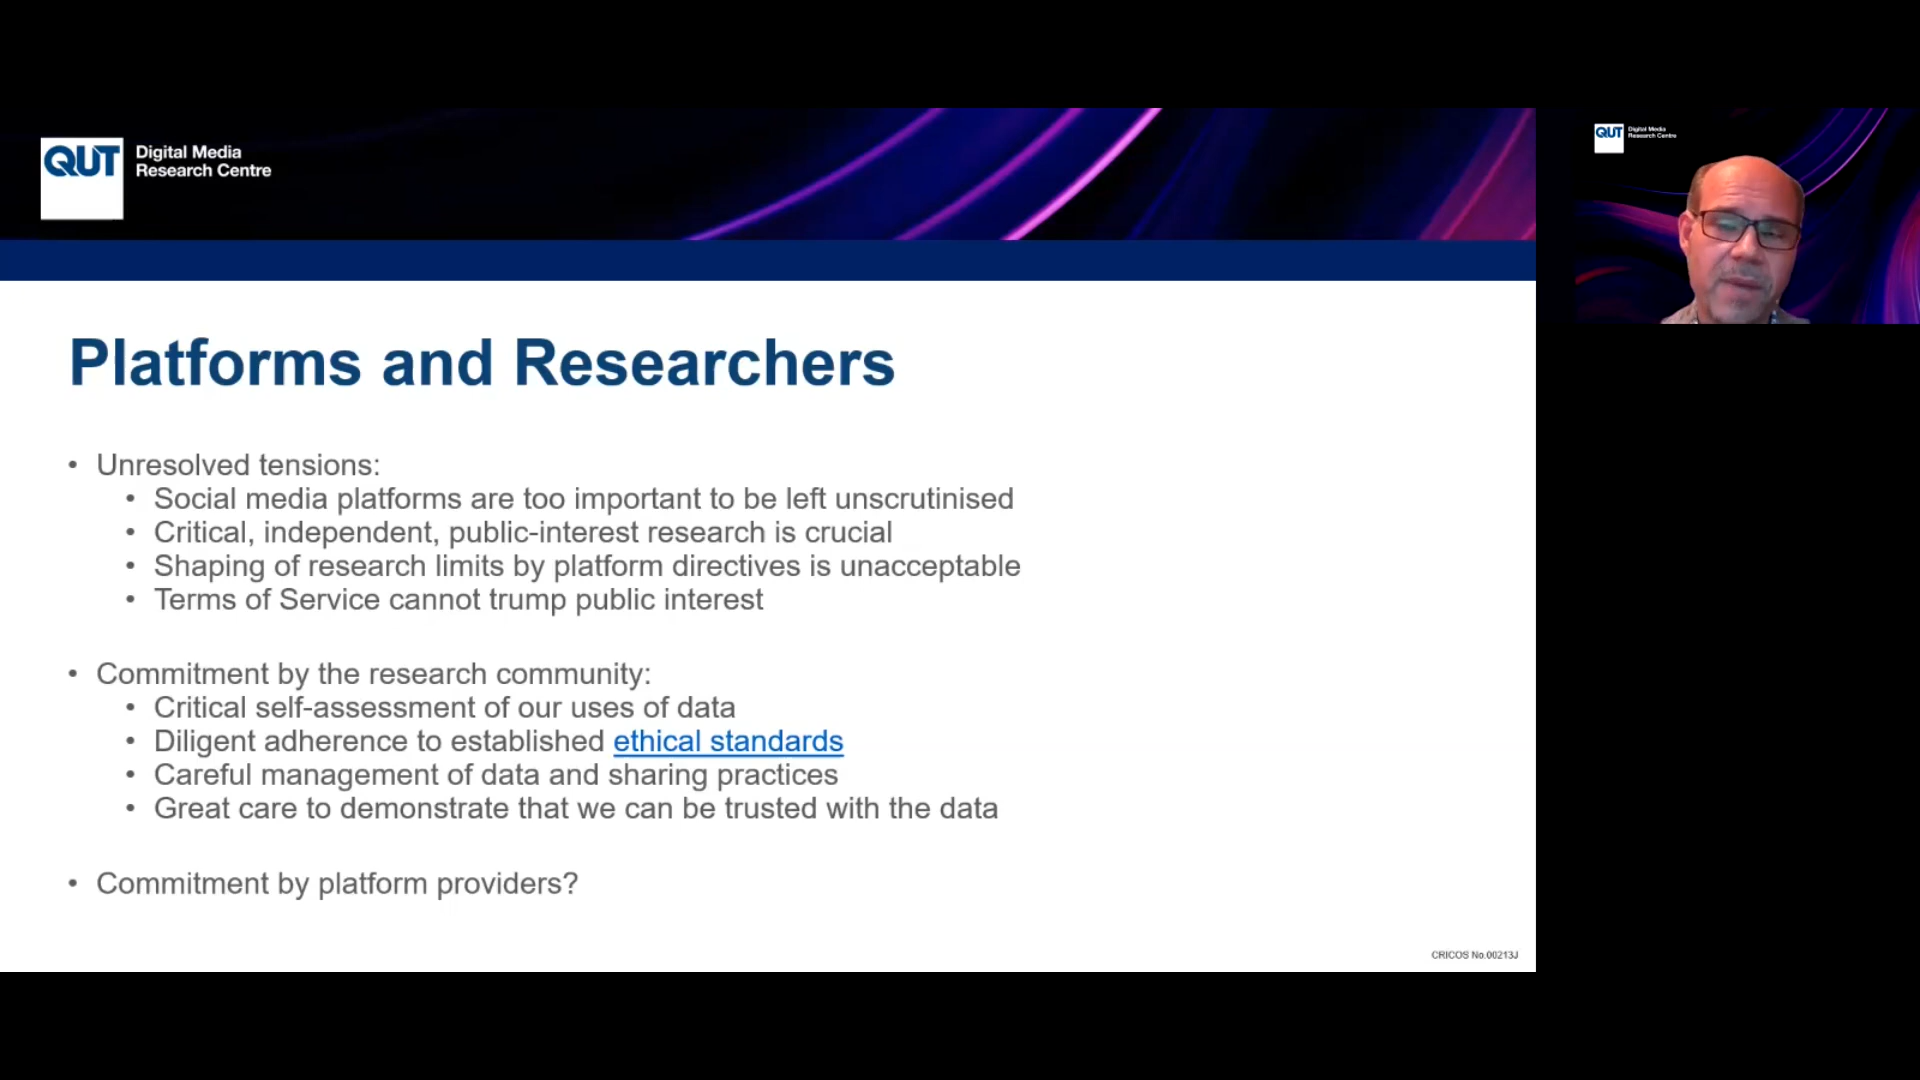 QUT
Digital Media
Research Centre
QUT
Digital Media
Research Centre
Platforms and Researchers
• Unresolved tensions:
• Social media platforms are too important to be left unscrutinised
• Critical, independent, public-interest research is crucial
• Shaping of research limits by platform directives is unacceptable
• Terms of Service cannot trump public interest
• Commitment by the research community:
• Critical self-assessment of our uses of data
• Diligent adherence to established ethical standards
• Careful management of data and sharing practices
• Great care to demonstrate that we can be trusted with the data
• Commitment by platform providers?
CRICOS No.00213J